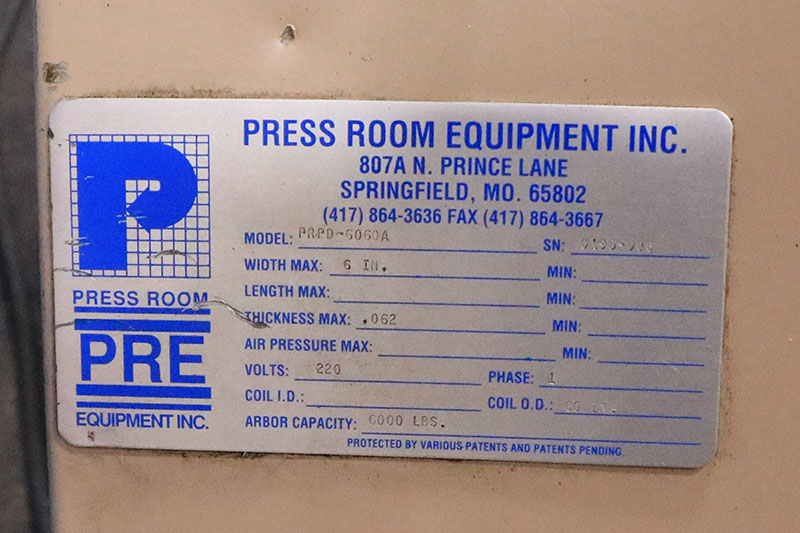 PRESS ROOM
PRE
EQUIPMENT INC.
PRESS ROOM EQUIPMENT INC.
807A N. PRINCE LANE
SPRINGFIELD, MO. 65802
(417) 864-3636 FAX (417) 864-3667
MODEL: PRPD-6060A SN:
WIDTH MAX: 6 IN. MIN:
LENGTH MAX: MIN:
THICKNESS MAX: .062 MIN:
AIR PRESSURE MAX: MIN:
VOLTS: 220 PHASE: 1
COIL I.D.: COIL O.D.:
ARBOR CAPACITY: 6000 LBS.
PROTECTED BY VARIOUS PATENTS AND PATENTS PENDING